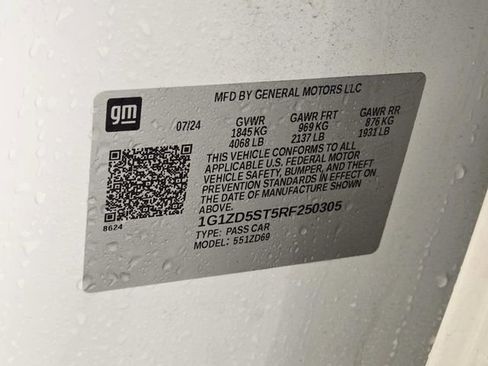 gm
MFD BY GENERAL MOTORS LLC
07/24 GVWR GAWR FRT GAWR RR
1845 KG 969 KG 876 KG
4068 LB 2137 LB 1931 LB
THIS VEHICLE CONFORMS TO ALL
APPLICABLE U.S. FEDERAL MOTOR
VEHICLE SAFETY, BUMPER, AND THEFT
PREVENTION STANDARDS IN EFFECT ON
THE DATE OF MANUFACTURE SHOWN
ABOVE.
1G1ZD5ST5RF250305
TYPE: PASS CAR
MODEL: 551ZD69
8624